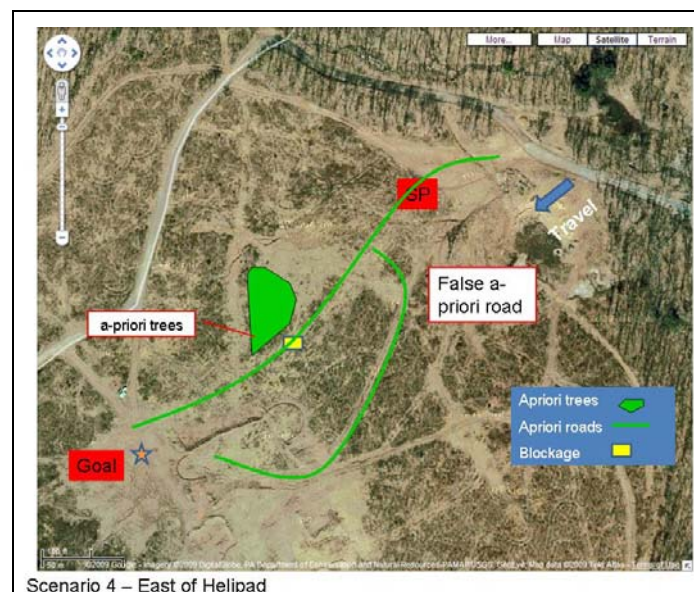 More... Map Satellite Terrain
SP
Travel
False a-
priori road
a-priori trees
Apriori trees
Apriori roads
Blockage
Goal
50 m
Scenario 4 – East of Helipad